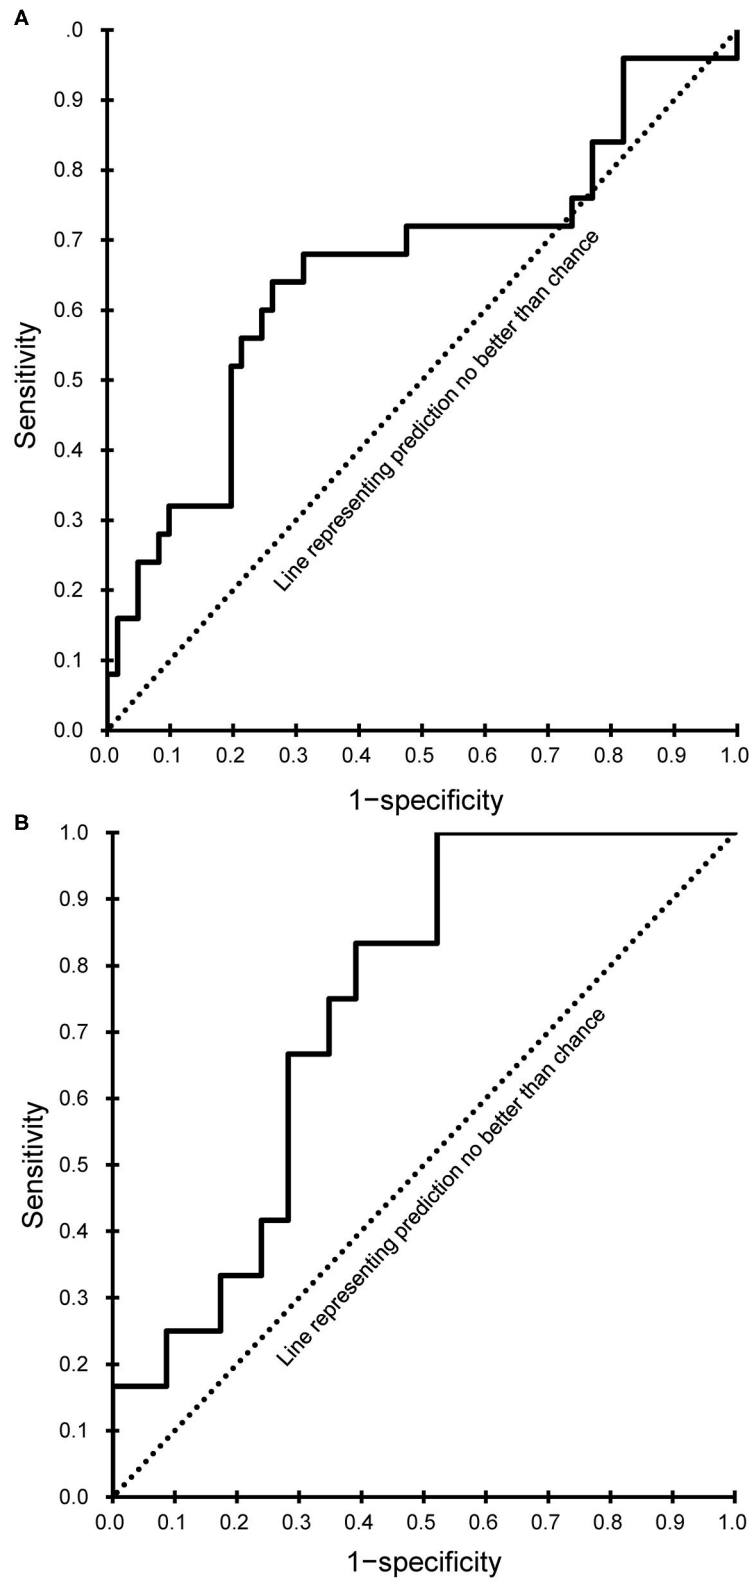 A
.0
0.9
0.8
0.7
0.6
0.5
0.4
0.3
0.2
0.1
0.0
Sensitivity
Line representing prediction no better than chance
0.0 0.1 0.2 0.3 0.4 0.5 0.6 0.7 0.8 0.9 1.0
1−specificity
B
1.0
0.9
0.8
0.7
0.6
0.5
0.4
0.3
0.2
0.1
0.0
Sensitivity
Line representing prediction no better than chance
0.0 0.1 0.2 0.3 0.4 0.5 0.6 0.7 0.8 0.9 1.0
1−specificity